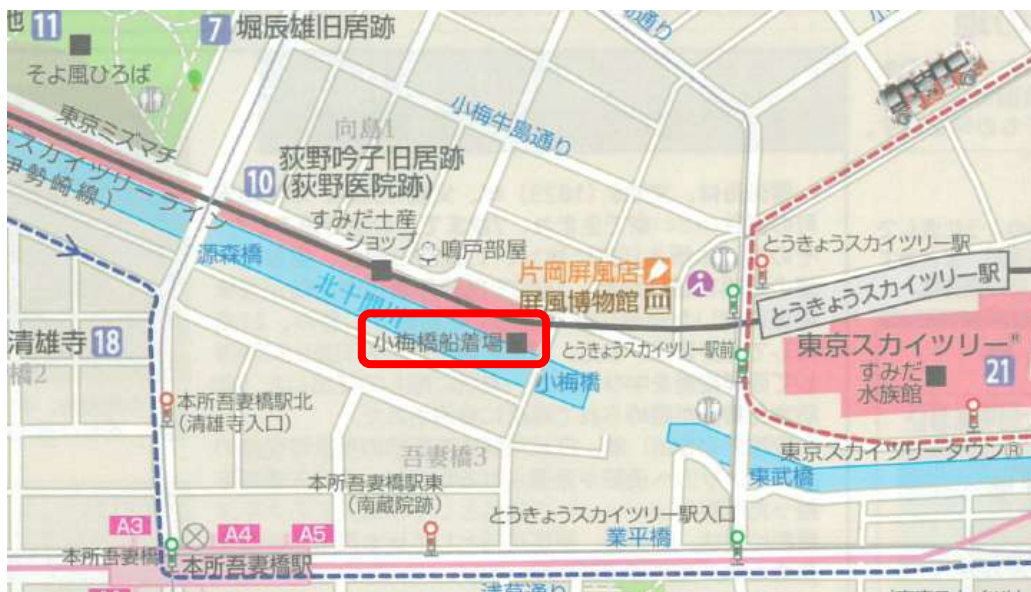 11
そよ風ひろば
7 堀辰雄旧居跡
東京ミズマチ
スカイツリーライン
伊勢崎線)
向島1
小梅牛島通り
10 荻野吟子旧居跡
(荻野医院跡)
すみだ土産
ショップ
鳴戸部屋
源森橋
北十間川
片岡屏風店
屏風博物館
小梅橋船着場
小梅橋
とうきょうスカイツリー駅
とうきょうスカイツリー駅
とうきょうスカイツリー駅前
東京スカイツリー®
すみだ
水族館
21
清雄寺 18
橋2
本所吾妻橋駅北
(清雄寺入口)
吾妻橋3
本所吾妻橋駅東
(南蔵院跡)
東京スカイツリータウン®
東武橋
とうきょうスカイツリー駅入口
業平橋
A3
A4
A5
本所吾妻橋
本所吾妻橋駅
浅草通り